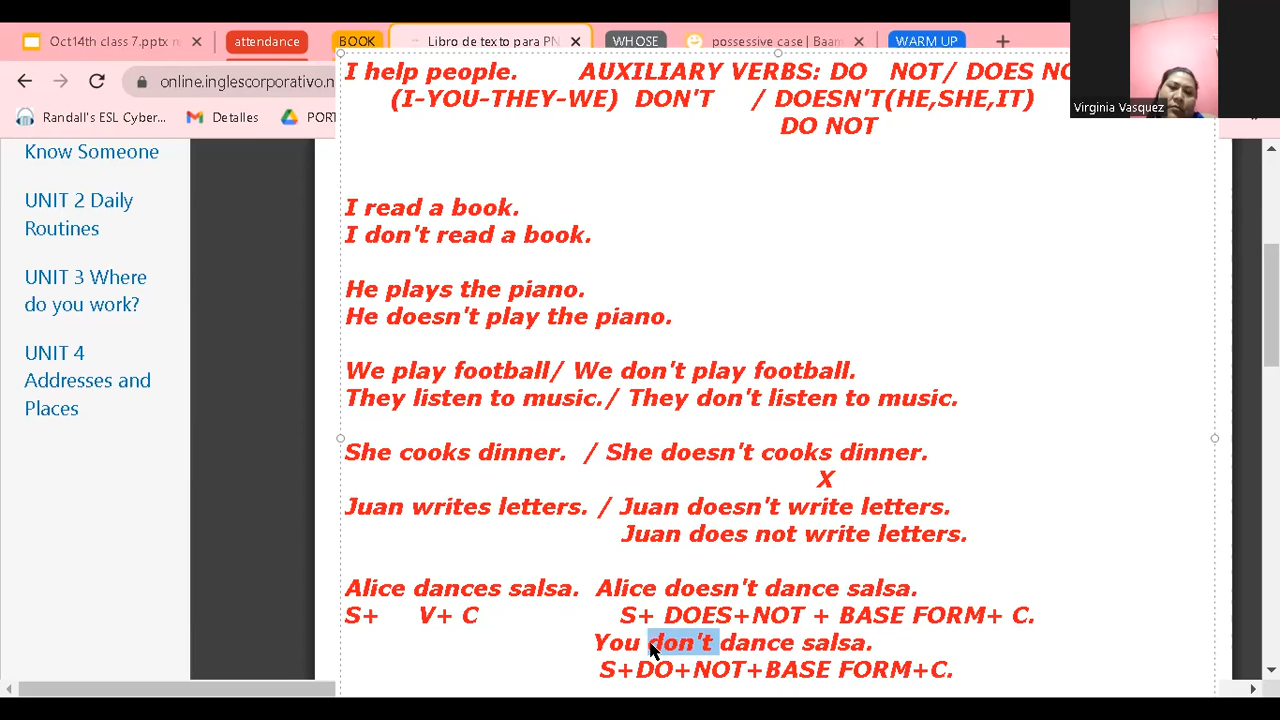 Oct14th class 7.pptx
attendance
BOOK
Libro de texto para PN
WHOSE
possessive case | Baam
WARM UP
online.inglescorporativo.n
Randall's ESL Cyber...
Detalles
POR
Virginia Vasquez
Know Someone
UNIT 2 Daily
Routines
UNIT 3 Where
do you work?
UNIT 4
Addresses and
Places
I help people. AUXILIARY VERBS: DO NOT/ DOES NO
(I-YOU-THEY-WE) DON'T / DOESN'T(HE,SHE,IT)
DO NOT
I read a book.
I don't read a book.
He plays the piano.
He doesn't play the piano.
We play football/ We don't play football.
They listen to music./ They don't listen to music.
She cooks dinner. / She doesn't cooks dinner.
X
Juan writes letters. / Juan doesn't write letters.
Juan does not write letters.
Alice dances salsa. Alice doesn't dance salsa.
S+ V+ C S+ DOES+NOT + BASE FORM+ C.
You don't dance salsa.
S+DO+NOT+BASE FORM+C.